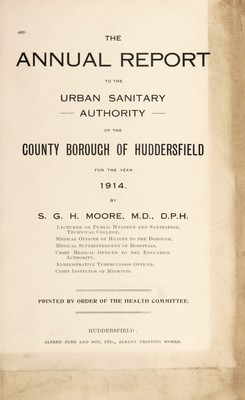 THE
ANNUAL REPORT
TO THE
URBAN SANITARY
— AUTHORITY —
OF THE
COUNTY BOROUGH OF HUDDERSFIELD
FOR THE YEAR
1914.
BY
S. G. H. MOORE, M.D., D.P.H.
LECTURER ON PUBLIC HYGIENE AND SANITATION,
TECHNICAL COLLEGE,
MEDICAL OFFICER OF HEALTH TO THE BOROUGH,
MEDICAL SUPERINTENDENT OF HOSPITALS,
CHIEF MEDICAL OFFICER TO THE EDUCATION
AUTHORITY,
ADMINISTRATIVE TUBERCULOSIS OFFICER,
CHIEF INSPECTOR OF MIDWIVES.
PRINTED BY ORDER OF THE HEALTH COMMITTEE.
HUDDERSFIELD:
ALFRED JUBB AND SON, LTD., ALBANY PRINTING WORKS.